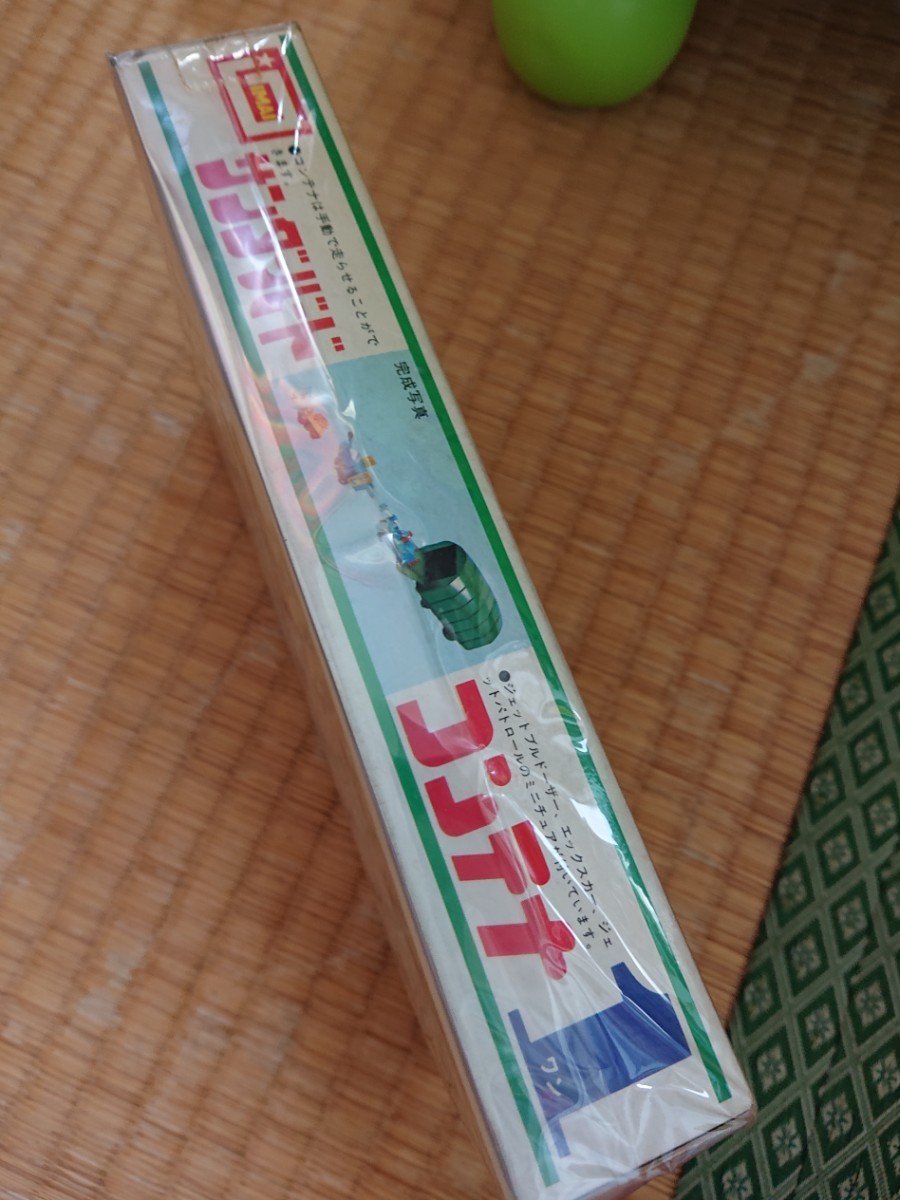 IMAI
サンダーバード
●コンテナは手動で走らせることがで
きます。
完成写真
コンテナ
●ジェットブルドーザー、エックスカー、ジェ
ットパトロールのミニチュアが付いています。
1
ワン